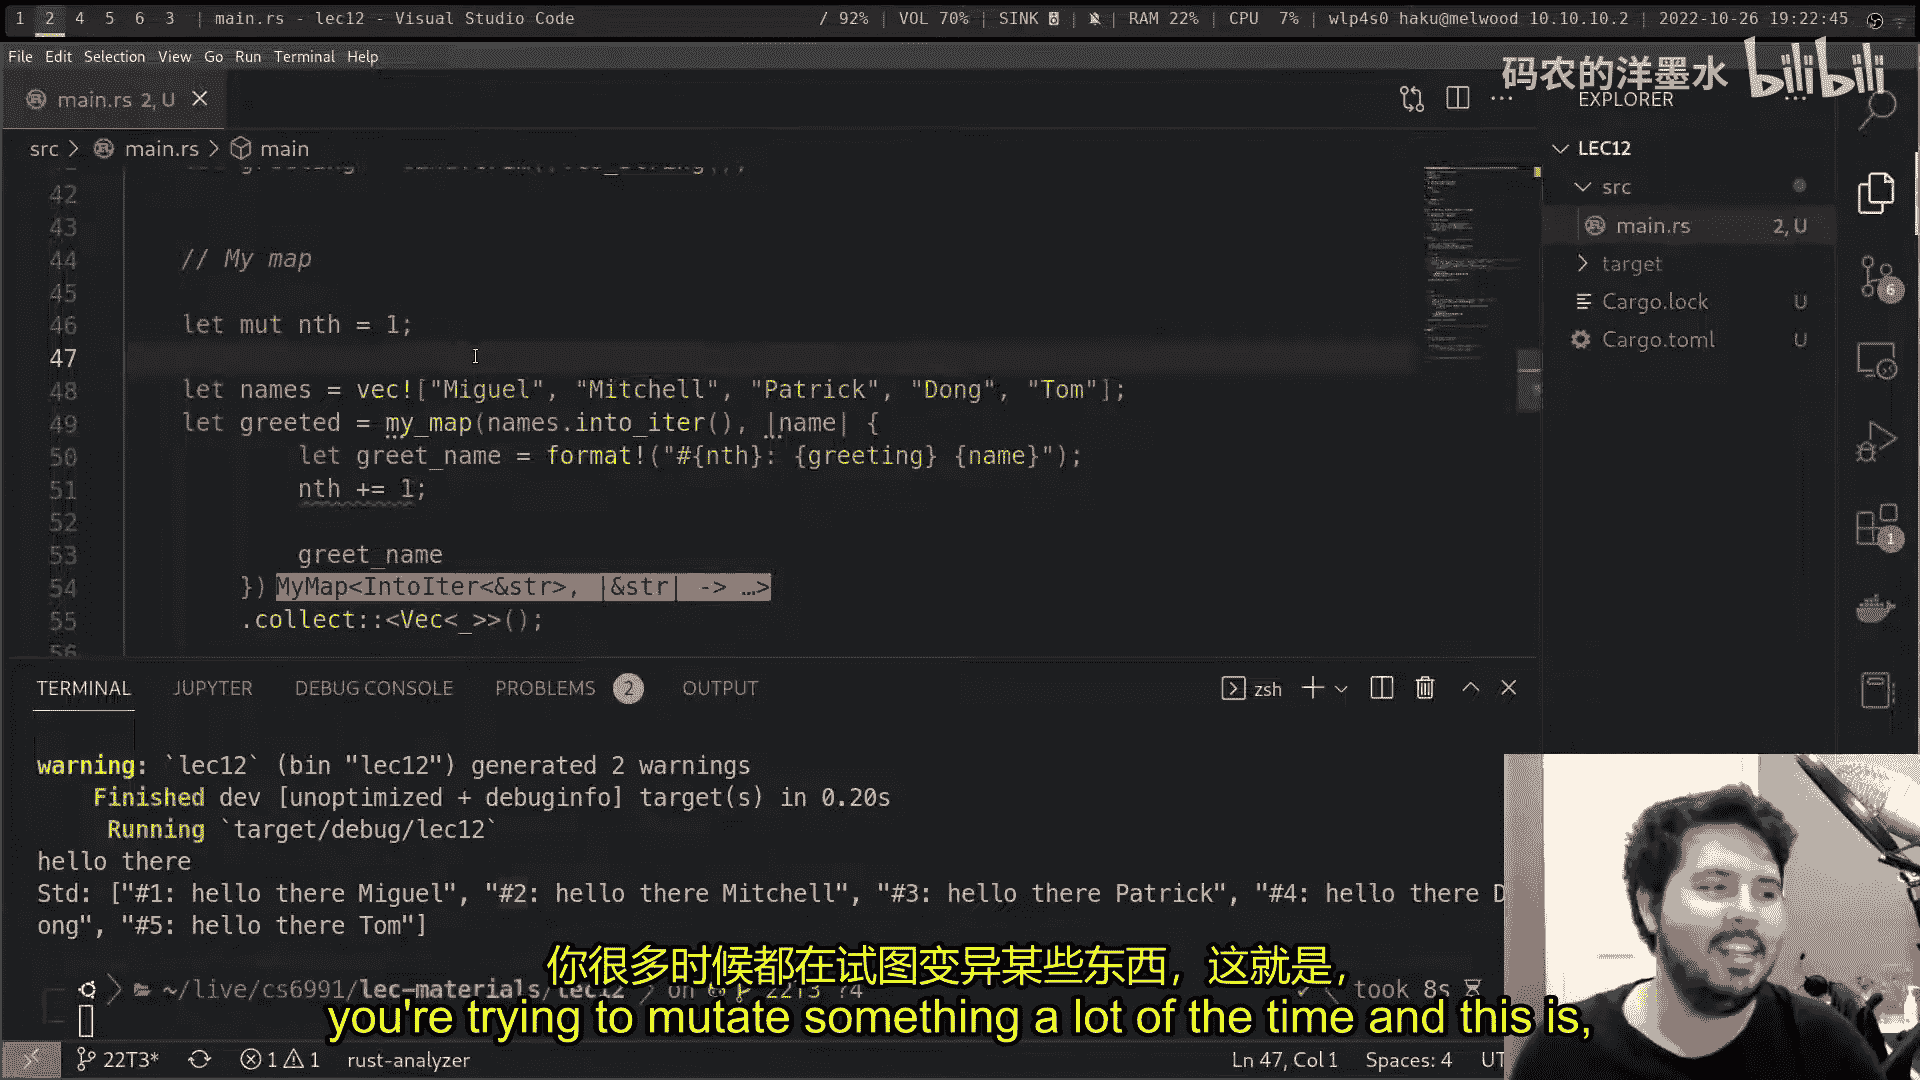 1 2 4 5 6 3 | main.rs - lec12 - Visual Studio Code / 92% | VOL 70% | SINK | RAM 22% | CPU 7% | wlp4s0 haku@melwood 10.10.10.2 | 2022-10-26 19:22:45
File Edit Selection View Go Run Terminal Help
码农的洋墨水 bilibili
main.rs 2, U
EXPLORER
src > main.rs > main
LEC12
src
main.rs 2, U
target
Cargo.lock U
Cargo.toml U
42
43
44 // My map
45
46 let mut nth = 1;
47
48 let names = vec!["Miguel", "Mitchell", "Patrick", "Dong", "Tom"];
49 let greeted = my_map(names.into_iter(), |name| {
50 let greet_name = format!("#{nth}: {greeting} {name}");
51 nth += 1;
52
53 greet_name
54 }) MyMap<IntoIter<&str>, |&str| -> …>
55 .collect::<Vec<_>>();
56
6
1
TERMINAL JUPYTER DEBUG CONSOLE PROBLEMS 2 OUTPUT zsh
warning: `lec12` (bin "lec12") generated 2 warnings
Finished dev [unoptimized + debuginfo] target(s) in 0.20s
Running `target/debug/lec12`
hello there
Std: ["#1: hello there Miguel", "#2: hello there Mitchell", "#3: hello there Patrick", "#4: hello there D
ong", "#5: hello there Tom"]
你很多时候都在试图变异某些东西，这就是，
~/live/cs6991/lec-materials/lec12 on 22T3 ?4 took 8s
you're trying to mutate something a lot of the time and this is,
22T3* 1 1 rust-analyzer Ln 47, Col 1 Spaces: 4 UT